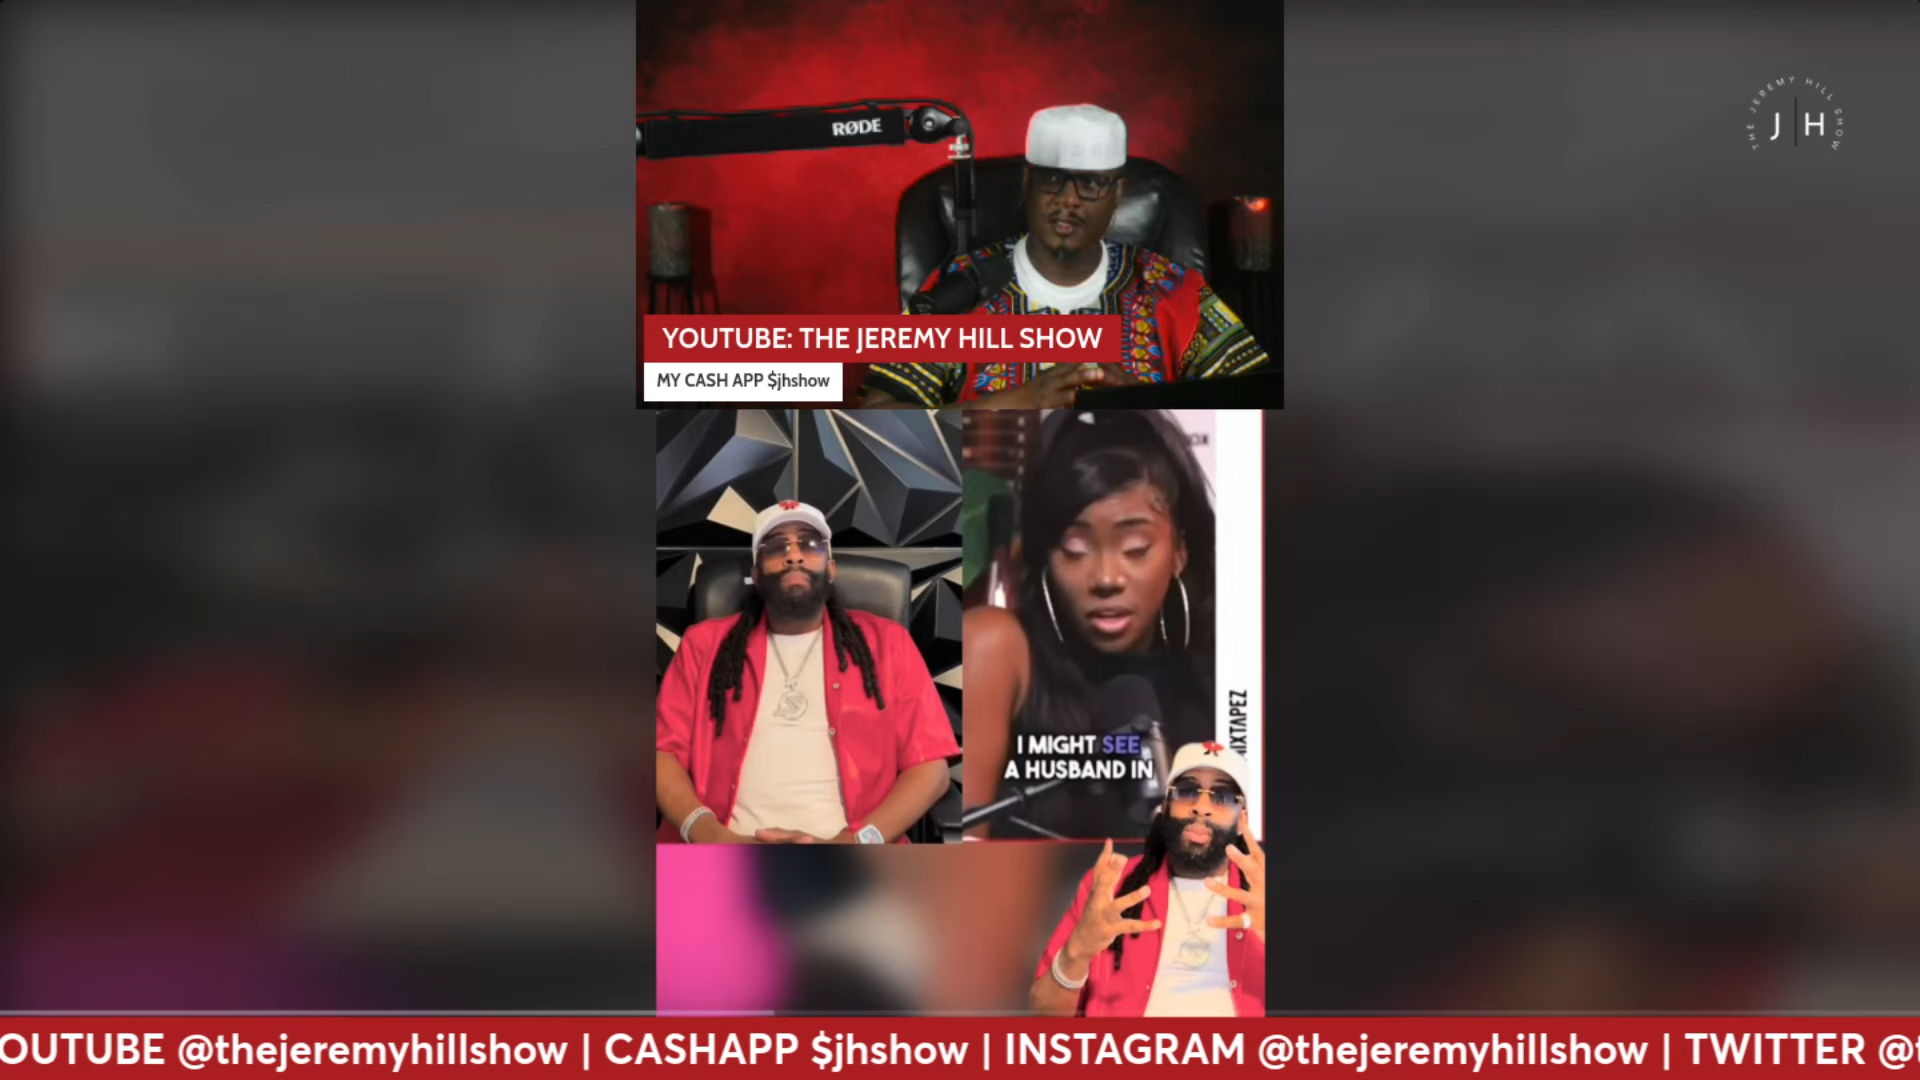 RØDE
THE JEREMY HILL SHOW
J | H
YOUTUBE: THE JEREMY HILL SHOW
MY CASH APP $jhshow
I MIGHT SEE
A HUSBAND IN
OUTUBE @thejeremyhillshow | CASHAPP $jhshow | INSTAGRAM @thejeremyhillshow | TWITTER @t